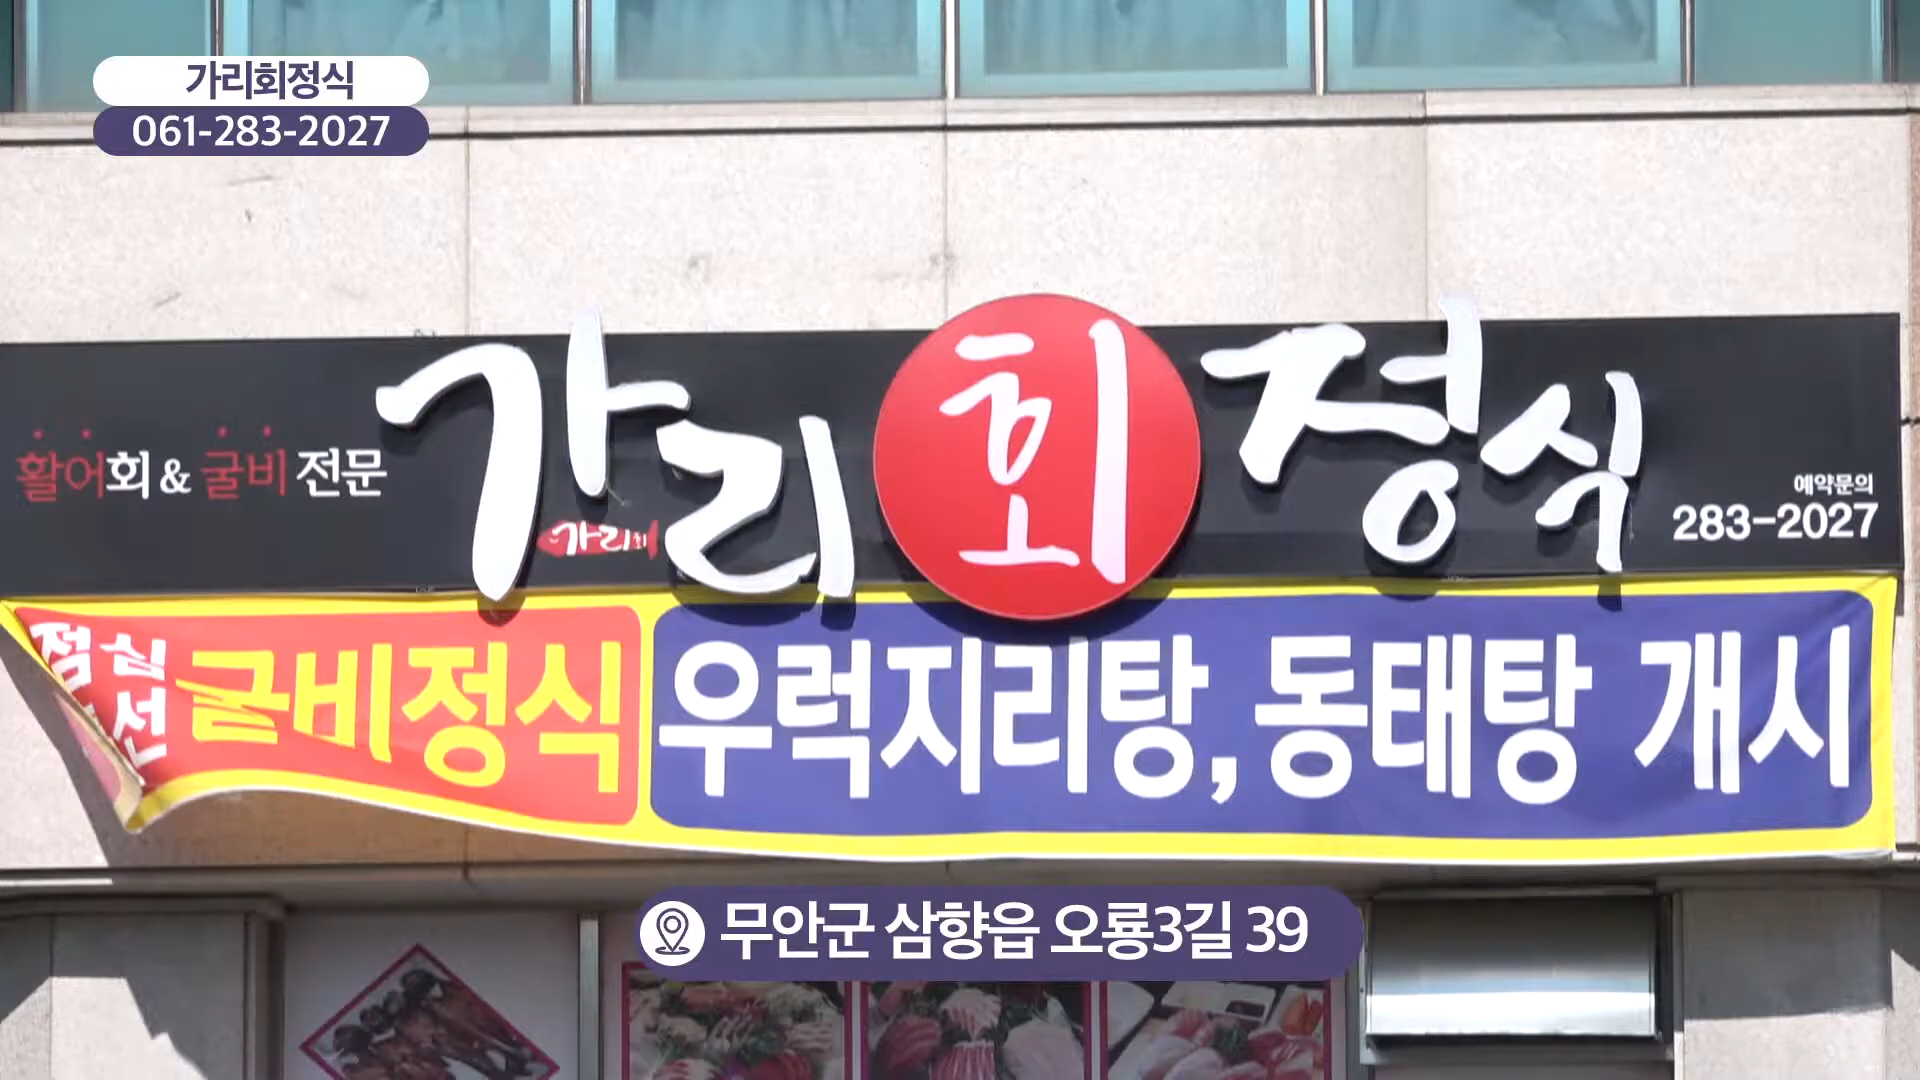 가리회정식
061-283-2027
활어회 & 굴비 전문
가리회정식
가리회
예약문의
283-2027
점심
선
굴비정식
우럭지리탕, 동태탕 개시
무안군 삼향읍 오룡3길 39